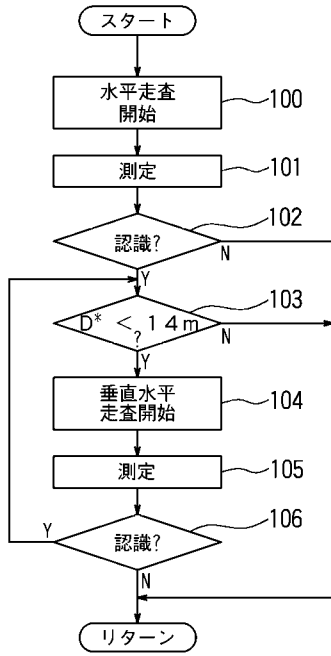 スタート
水平走査
開始
100
測定
101
認識?
102
N
Y
D* < 14m
?
103
N
Y
垂直水平
走査開始
104
測定
105
認識?
106
Y
N
リターン